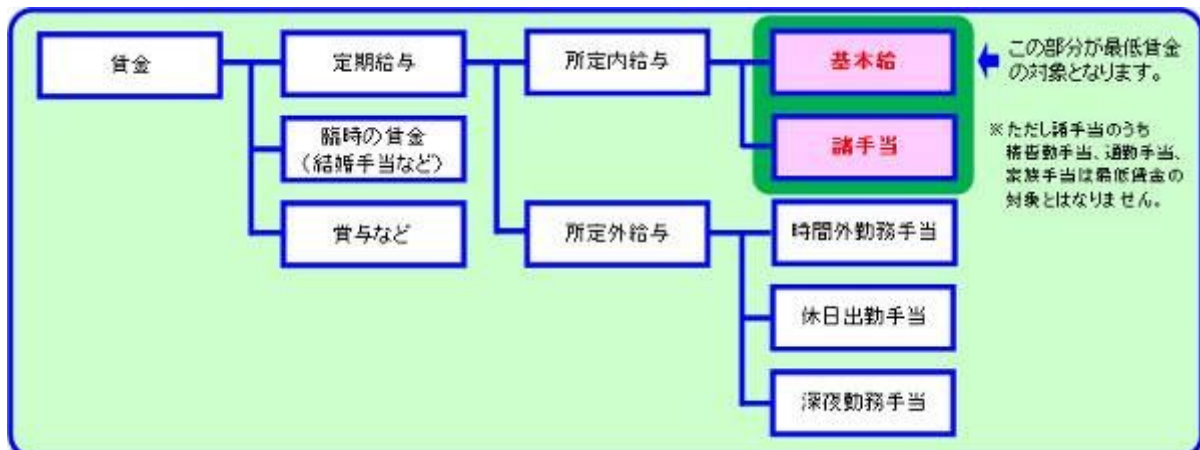 賃金
定期給与
所定内給与
基本給
この部分が最低賃金
の対象となります。
臨時の賃金
(結婚手当など)
諸手当
※ただし諸手当のうち
精皆勤手当、通勤手当、
家族手当は最低賃金の
対象とはなりません。
賞与など
所定外給与
時間外勤務手当
休日出勤手当
深夜勤務手当